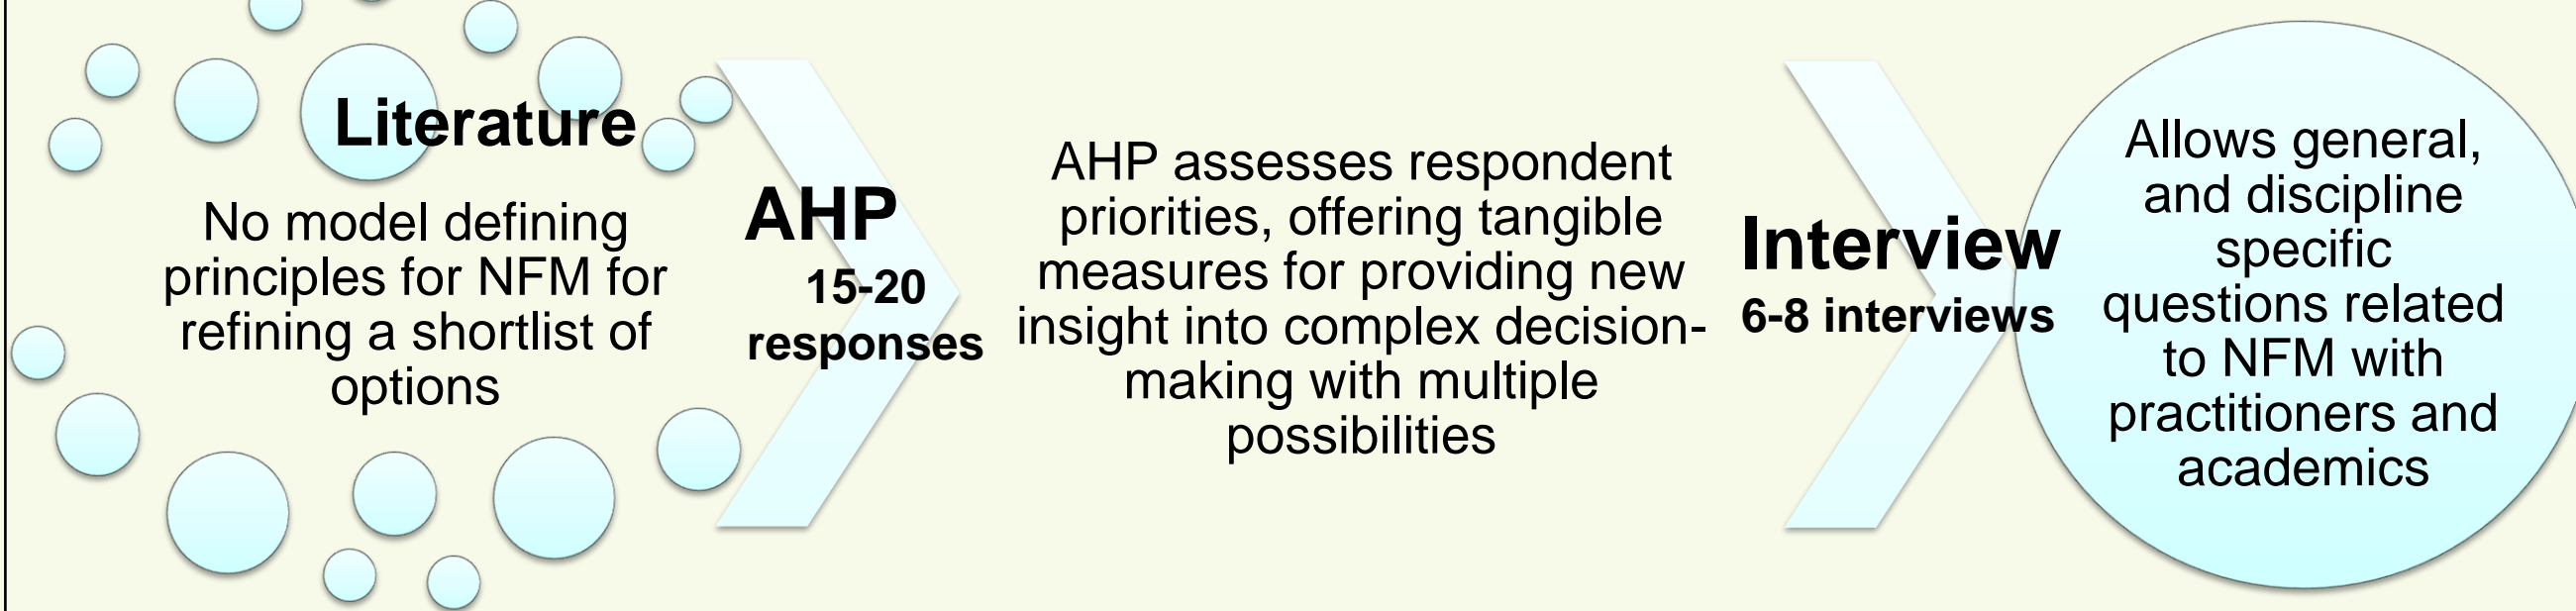 Literature
No model defining
principles for NFM for
refining a shortlist of
options
AHP
15-20
responses
AHP assesses respondent
priorities, offering tangible
measures for providing new
insight into complex decision-
making with multiple
possibilities
Interview
6-8 interviews
Allows general,
and discipline
specific
questions related
to NFM with
practitioners and
academics